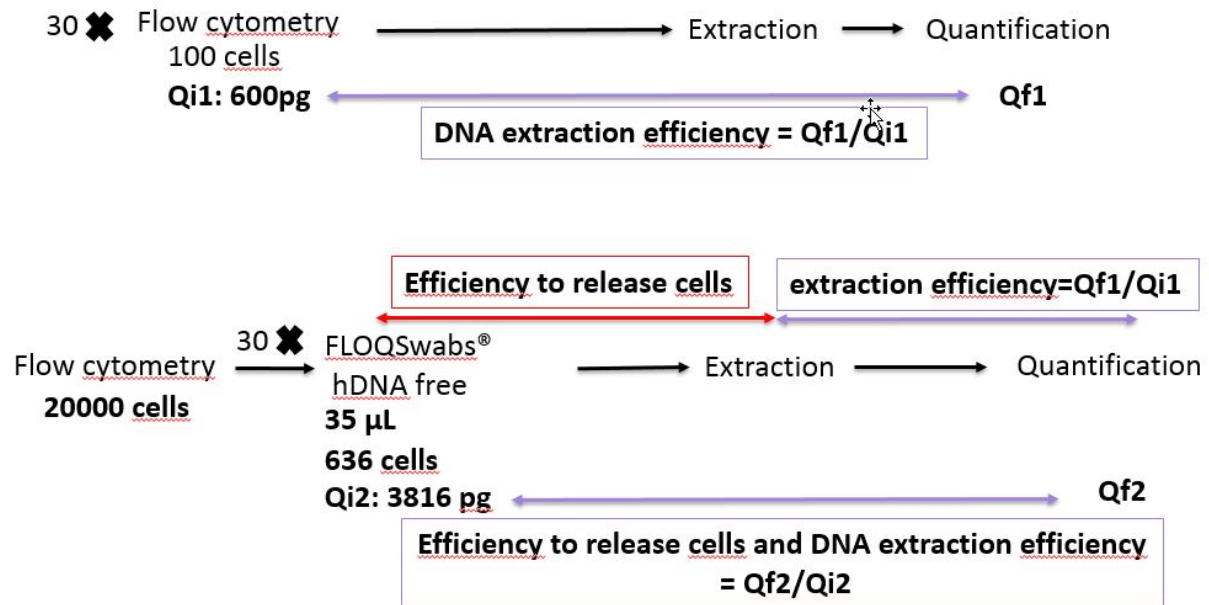 30 ✖ Flow cytometry Extraction Quantification
100 cells
Qi1: 600pg Qf1
DNA extraction efficiency = Qf1/Qi1
Efficiency to release cells
extraction efficiency=Qf1/Qi1
Flow cytometry
20000 cells
30 ✖ FLOQSwabs®
hDNA free
35 µL
636 cells
Qi2: 3816 pg
Extraction
Quantification
Qf2
Efficiency to release cells and DNA extraction efficiency
= Qf2/Qi2